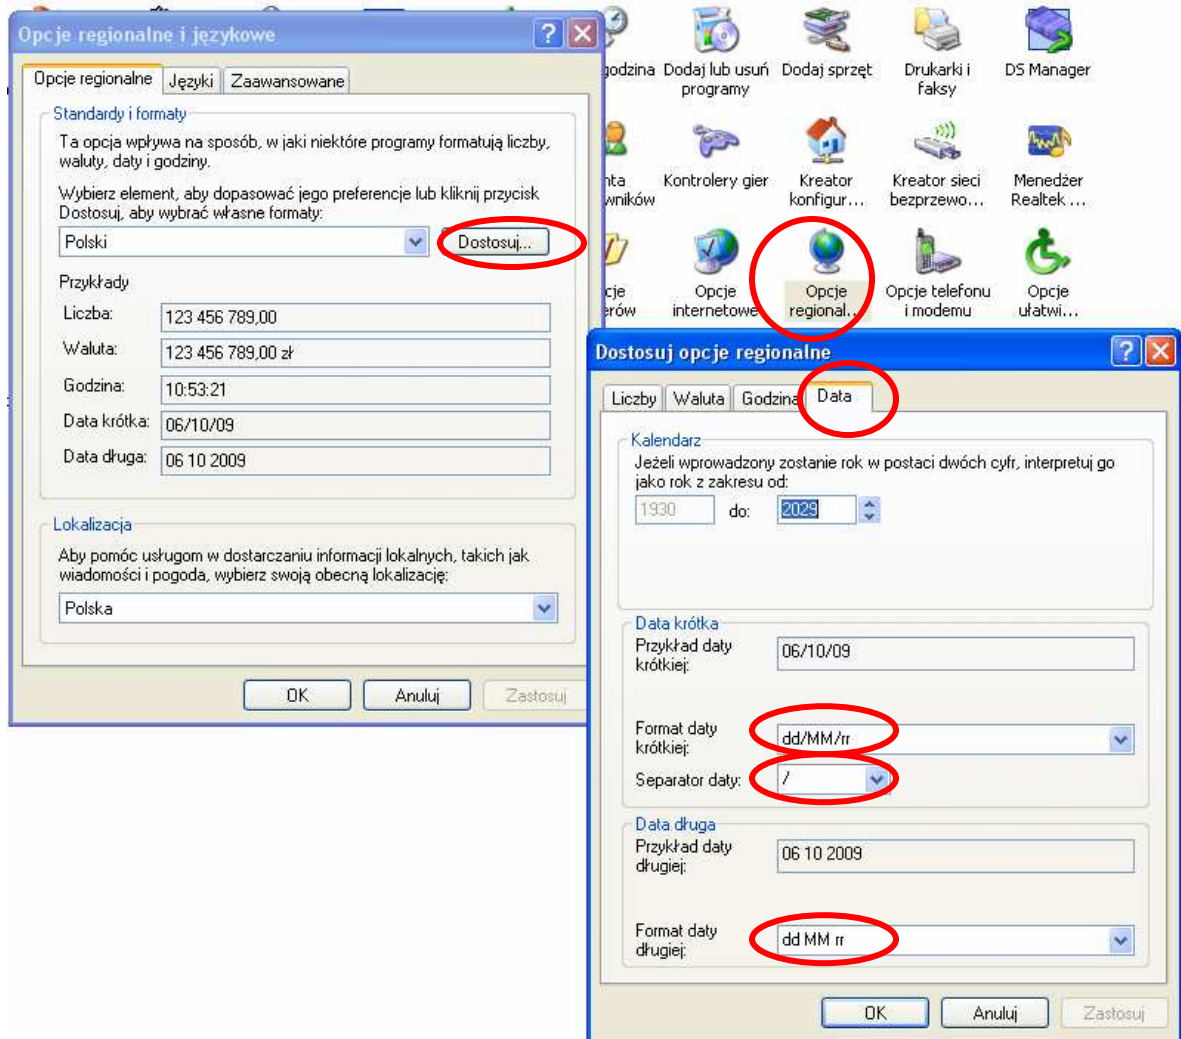 Opcje regionalne i językowe
Opcje regionalne Języki Zaawansowane
Standardy i formaty
Ta opcja wpływa na sposób, w jaki niektóre programy formatują liczby,
waluty, daty i godziny.
Wybierz element, aby dopasować jego preferencje lub kliknij przycisk
Dostosuj, aby wybrać własne formaty:
Polski Dostosuj...
Przykłady
Liczba: 123 456 789,00
Waluta: 123 456 789,00 zł
Godzina: 10:53:21
Data krótka: 06/10/09
Data długa: 06 10 2009
Lokalizacja
Aby pomóc usługom w dostarczaniu informacji lokalnych, takich jak
wiadomości i pogoda, wybierz swoją obecną lokalizację:
Polska
OK Anuluj Zastosuj
godzina Dodaj lub usuń Dodaj sprzęt Drukarki i DS Manager
programy faksy
nta Kontrolery gier Kreator Kreator sieci Menedżer
wników konfigur... bezprzewo... Realtek ...
cje Opcje Opcje Opcje telefonu Opcje
erów internetowe regional... i modemu ułatwi...
Dostosuj opcje regionalne
Liczby Waluta Godzina Data
Kalendarz
Jeżeli wprowadzony zostanie rok w postaci dwóch cyfr, interpretuj go
jako rok z zakresu od:
1930 do: 2029
Data krótka
Przykład daty
krótkiej: 06/10/09
Format daty
krótkiej: dd/MM/rr
Separator daty: /
Data długa
Przykład daty
długiej: 06 10 2009
Format daty
długiej: dd MM rr
OK Anuluj Zastosuj